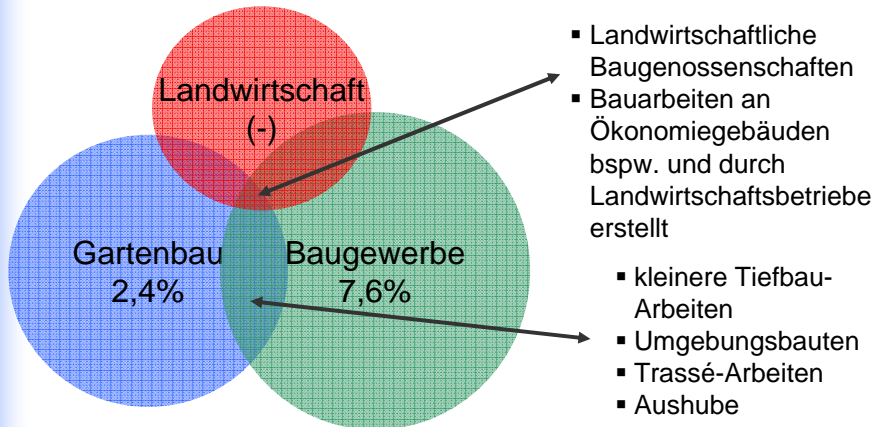 Landwirtschaft
(-)
Gartenbau
2,4%
Baugewerbe
7,6%
▪ Landwirtschaftliche
Baugenossenschaften
▪ Bauarbeiten an
Ökonomiegebäuden
bspw. und durch
Landwirtschaftsbetriebe
erstellt
▪ kleinere Tiefbau-
Arbeiten
▪ Umgebungsbauten
▪ Trassé-Arbeiten
▪ Aushube